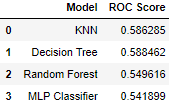 Model ROC Score
0 KNN 0.586285
1 Decision Tree 0.588462
2 Random Forest 0.549616
3 MLP Classifier 0.541899